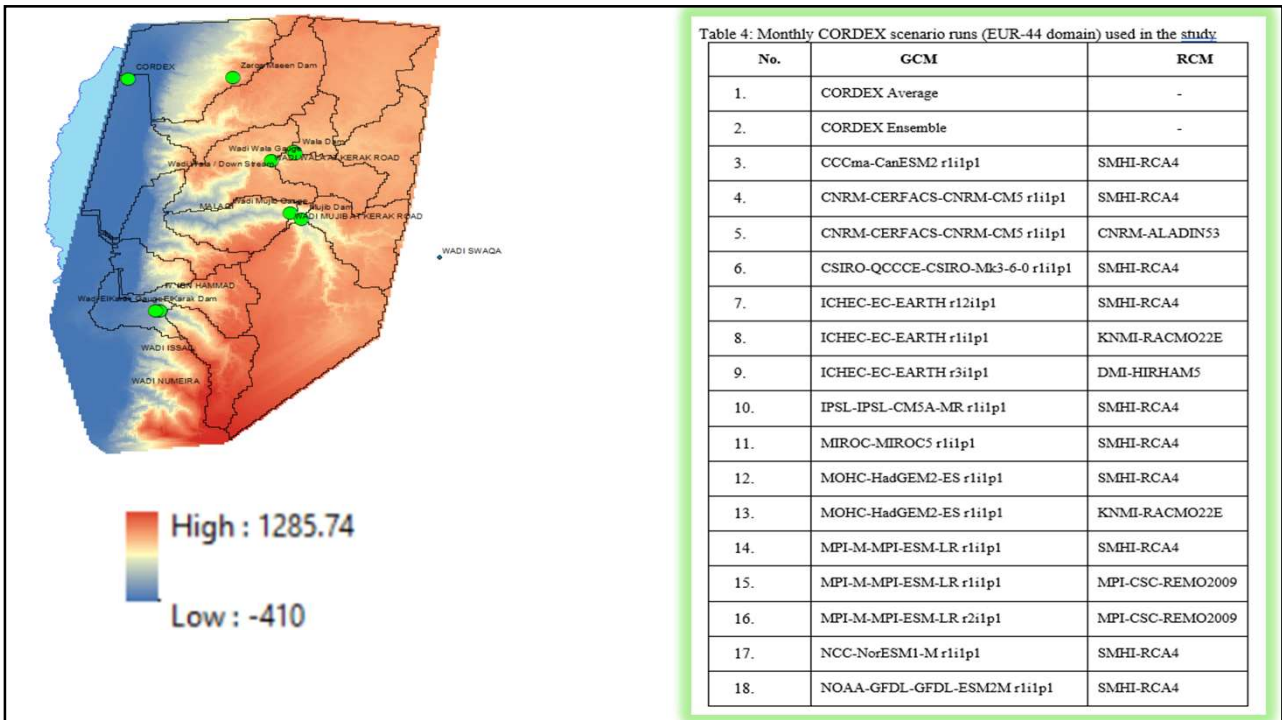 CORDEX
Zarqa Maeen Dam
Wala Dam
Wadi Wala Gauge
Wadi Wala / Down Stream
WADI WALA AT KERAK ROAD
Wadi Mujib Gauge
MALAQI
Mujib Dam
WADI MUJIB AT KERAK ROAD
WADI SWAQA
IBN HAMMAD
Wadi ElKarak Gauge
ElKarak Dam
WADI ISSAL
WADI NUMEIRA
High : 1285.74
Low : -410
Table 4: Monthly CORDEX scenario runs (EUR-44 domain) used in the study
No. GCM RCM
1. CORDEX Average -
2. CORDEX Ensemble -
3. CCCma-CanESM2 r1i1p1 SMHI-RCA4
4. CNRM-CERFACS-CNRM-CM5 r1i1p1 SMHI-RCA4
5. CNRM-CERFACS-CNRM-CM5 r1i1p1 CNRM-ALADIN53
6. CSIRO-QCCCE-CSIRO-Mk3-6-0 r1i1p1 SMHI-RCA4
7. ICHEC-EC-EARTH r12i1p1 SMHI-RCA4
8. ICHEC-EC-EARTH r1i1p1 KNMI-RACMO22E
9. ICHEC-EC-EARTH r3i1p1 DMI-HIRHAM5
10. IPSL-IPSL-CM5A-MR r1i1p1 SMHI-RCA4
11. MIROC-MIROC5 r1i1p1 SMHI-RCA4
12. MOHC-HadGEM2-ES r1i1p1 SMHI-RCA4
13. MOHC-HadGEM2-ES r1i1p1 KNMI-RACMO22E
14. MPI-M-MPI-ESM-LR r1i1p1 SMHI-RCA4
15. MPI-M-MPI-ESM-LR r1i1p1 MPI-CSC-REMO2009
16. MPI-M-MPI-ESM-LR r2i1p1 MPI-CSC-REMO2009
17. NCC-NorESM1-M r1i1p1 SMHI-RCA4
18. NOAA-GFDL-GFDL-ESM2M r1i1p1 SMHI-RCA4